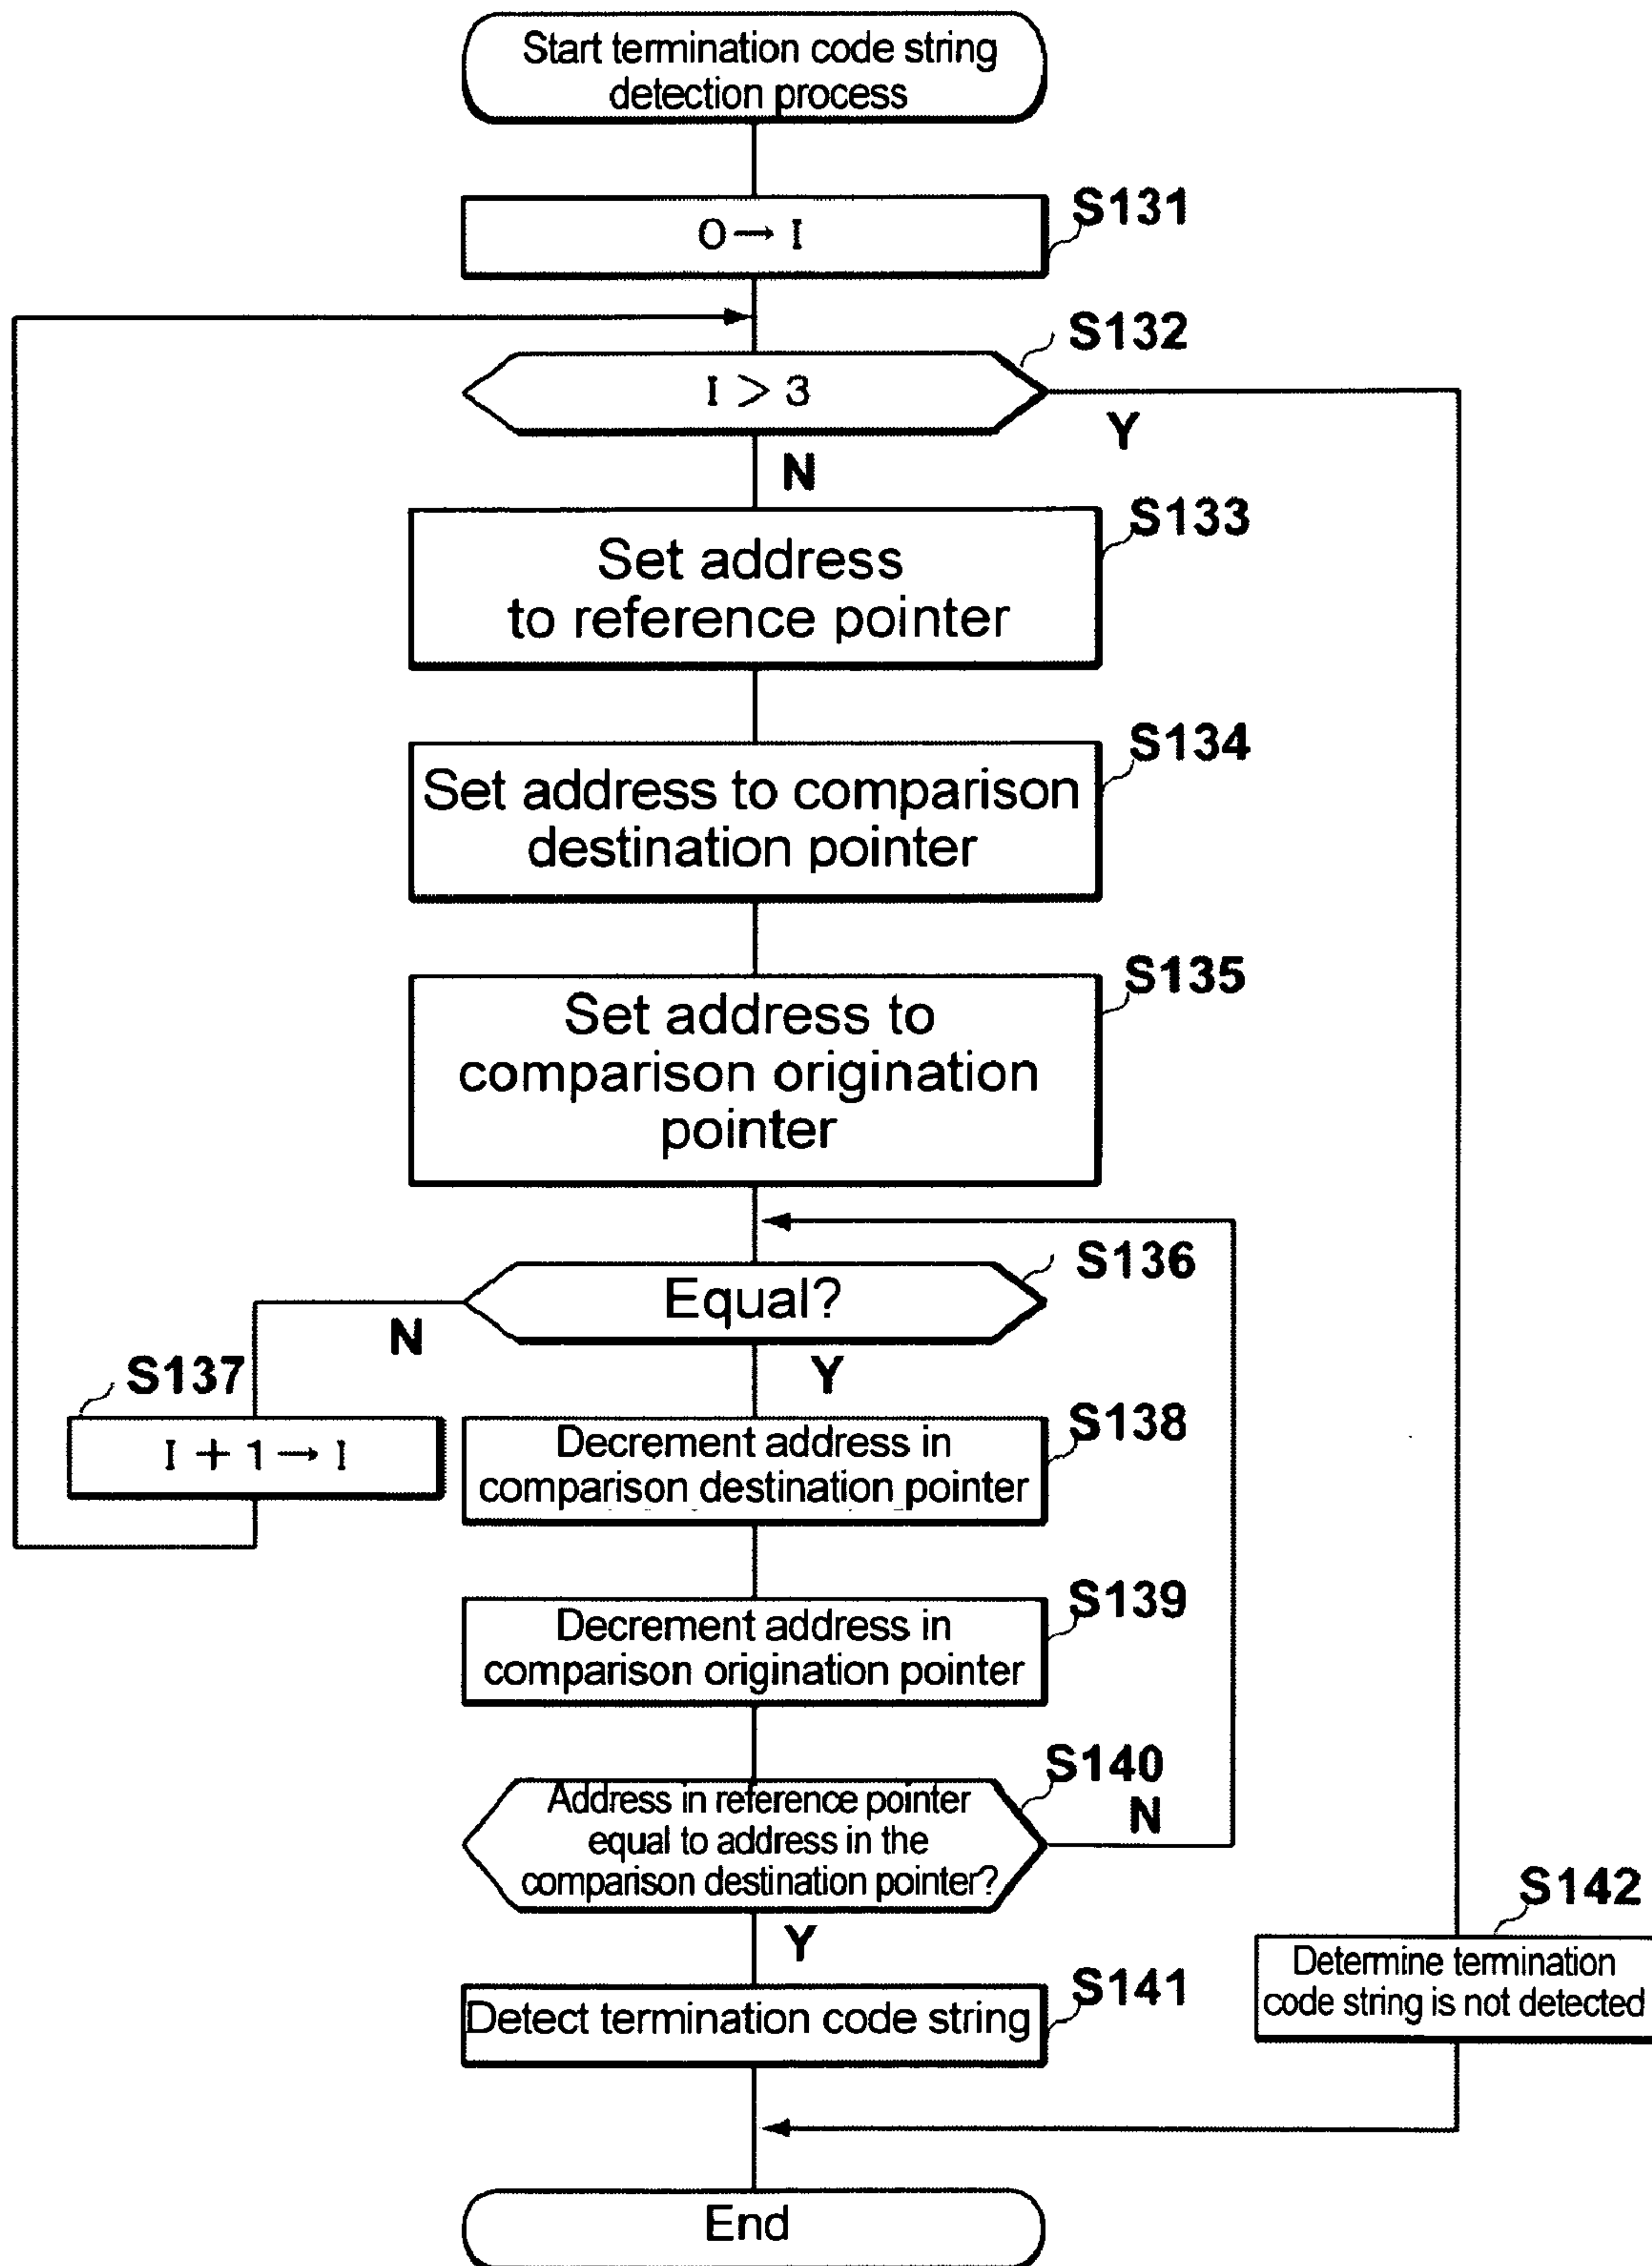 Start termination code string
detection process
S131
0→I
S132
I > 3
Y
N
S133
Set address
to reference pointer
S134
Set address to comparison
destination pointer
S135
Set address to
comparison origination
pointer
S136
Equal?
N
Y
S137
I + 1→I
S138
Decrement address in
comparison destination pointer
S139
Decrement address in
comparison origination pointer
S140
Address in reference pointer
equal to address in the
comparison destination pointer?
N
Y
S141
Detect termination code string
S142
Determine termination
code string is not detected
End